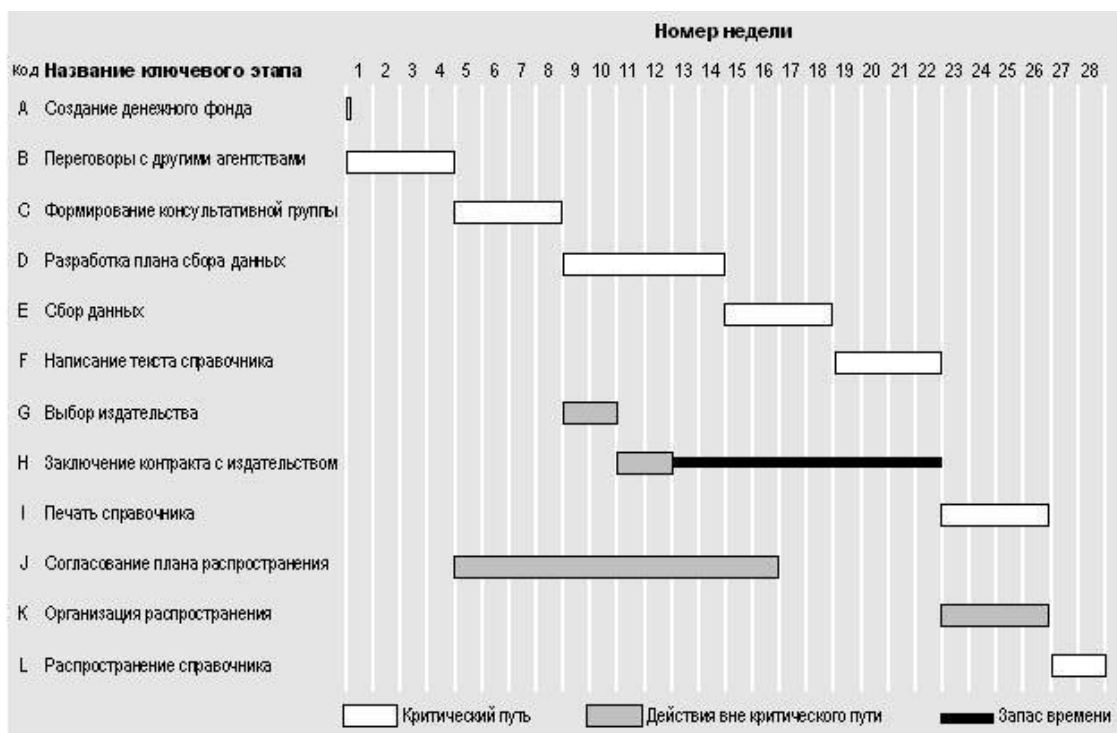 Номер недели
Код Название ключевого этапа 1 2 3 4 5 6 7 8 9 10 11 12 13 14 15 16 17 18 19 20 21 22 23 24 25 26 27 28
A Создание денежного фонда
B Переговоры с другими агентствами
C Формирование консультативной группы
D Разработка плана сбора данных
E Сбор данных
F Написание текста справочника
G Выбор издательства
H Заключение контракта с издательством
I Печать справочника
J Согласование плана распространения
K Организация распространения
L Распространение справочника
Критический путь Действия вне критического пути Запас времени